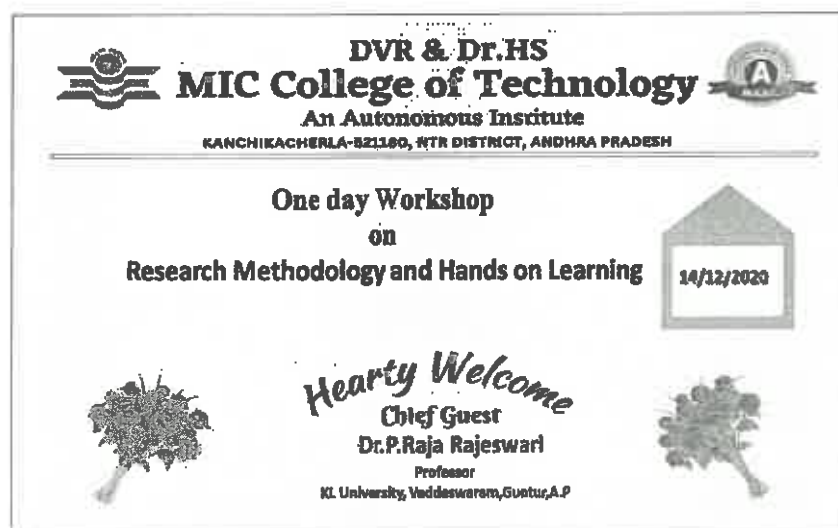 DVR & Dr.HS
MIC College of Technology
A
An Autonomous Institute
KANCHIKACHERLA-521180, NTR DISTRICT, ANDHRA PRADESH
One day Workshop
on
Research Methodology and Hands on Learning
14/12/2020
Hearty Welcome
Chief Guest
Dr.P.Raja Rajeswari
Professor
KL University, Vaddeswaram,Guntur,A.P